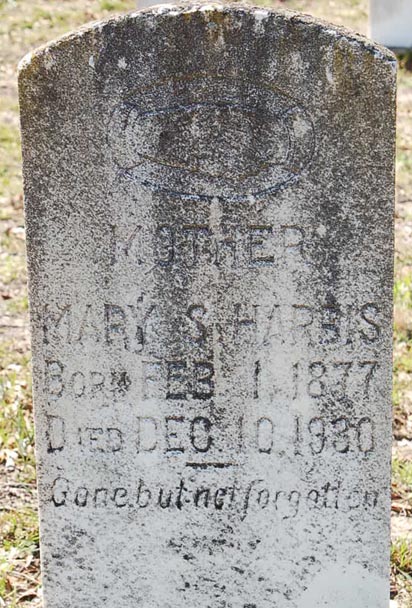 MOTHER
MARY S. HARRIS
BORN FEB. 1, 1877
DIED DEC. 10, 1930
Gone but not forgotten